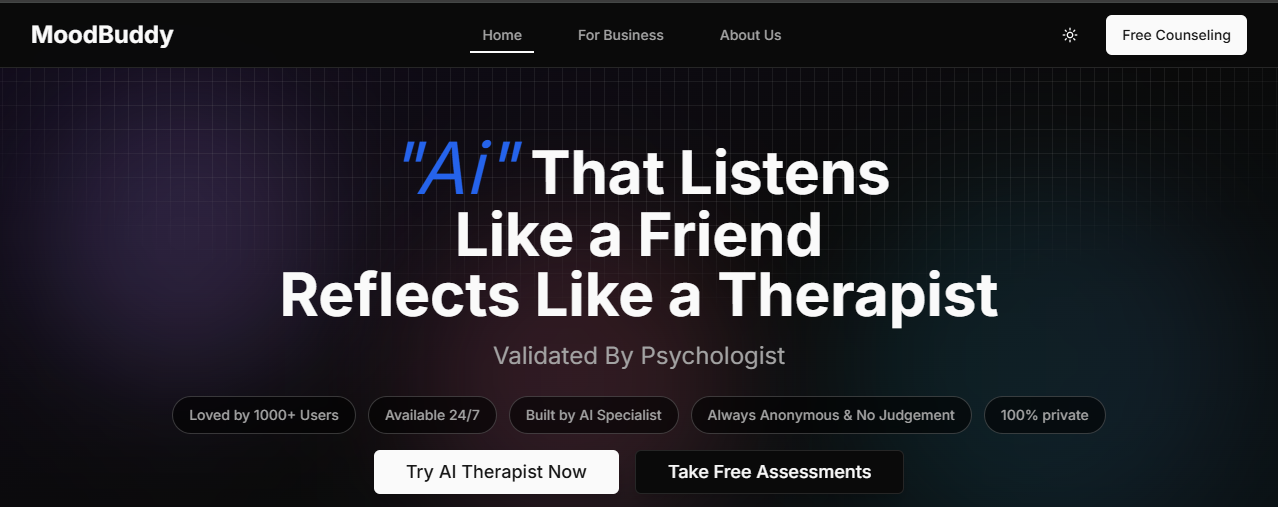 MoodBuddy
Home
For Business
About Us
Free Counseling
"Ai" That Listens
Like a Friend
Reflects Like a Therapist
Validated By Psychologist
Loved by 1000+ Users
Available 24/7
Built by AI Specialist
Always Anonymous & No Judgement
100% private
Try AI Therapist Now
Take Free Assessments